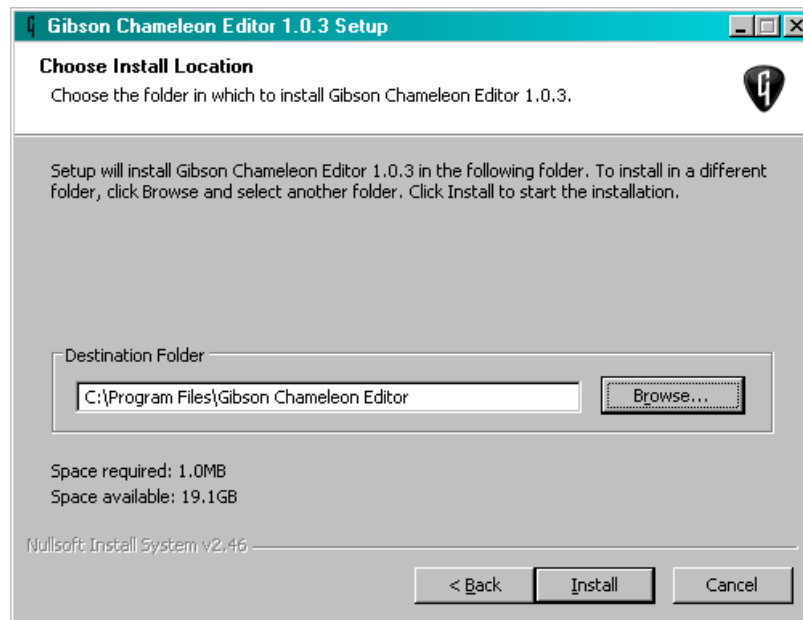 Gibson Chameleon Editor 1.0.3 Setup
Choose Install Location
Choose the folder in which to install Gibson Chameleon Editor 1.0.3.
Setup will install Gibson Chameleon Editor 1.0.3 in the following folder. To install in a different
folder, click Browse and select another folder. Click Install to start the installation.
Destination Folder
C:\Program Files\Gibson Chameleon Editor
Browse...
Space required: 1.0MB
Space available: 19.1GB
Nullsoft Install System v2.46
< Back
Install
Cancel